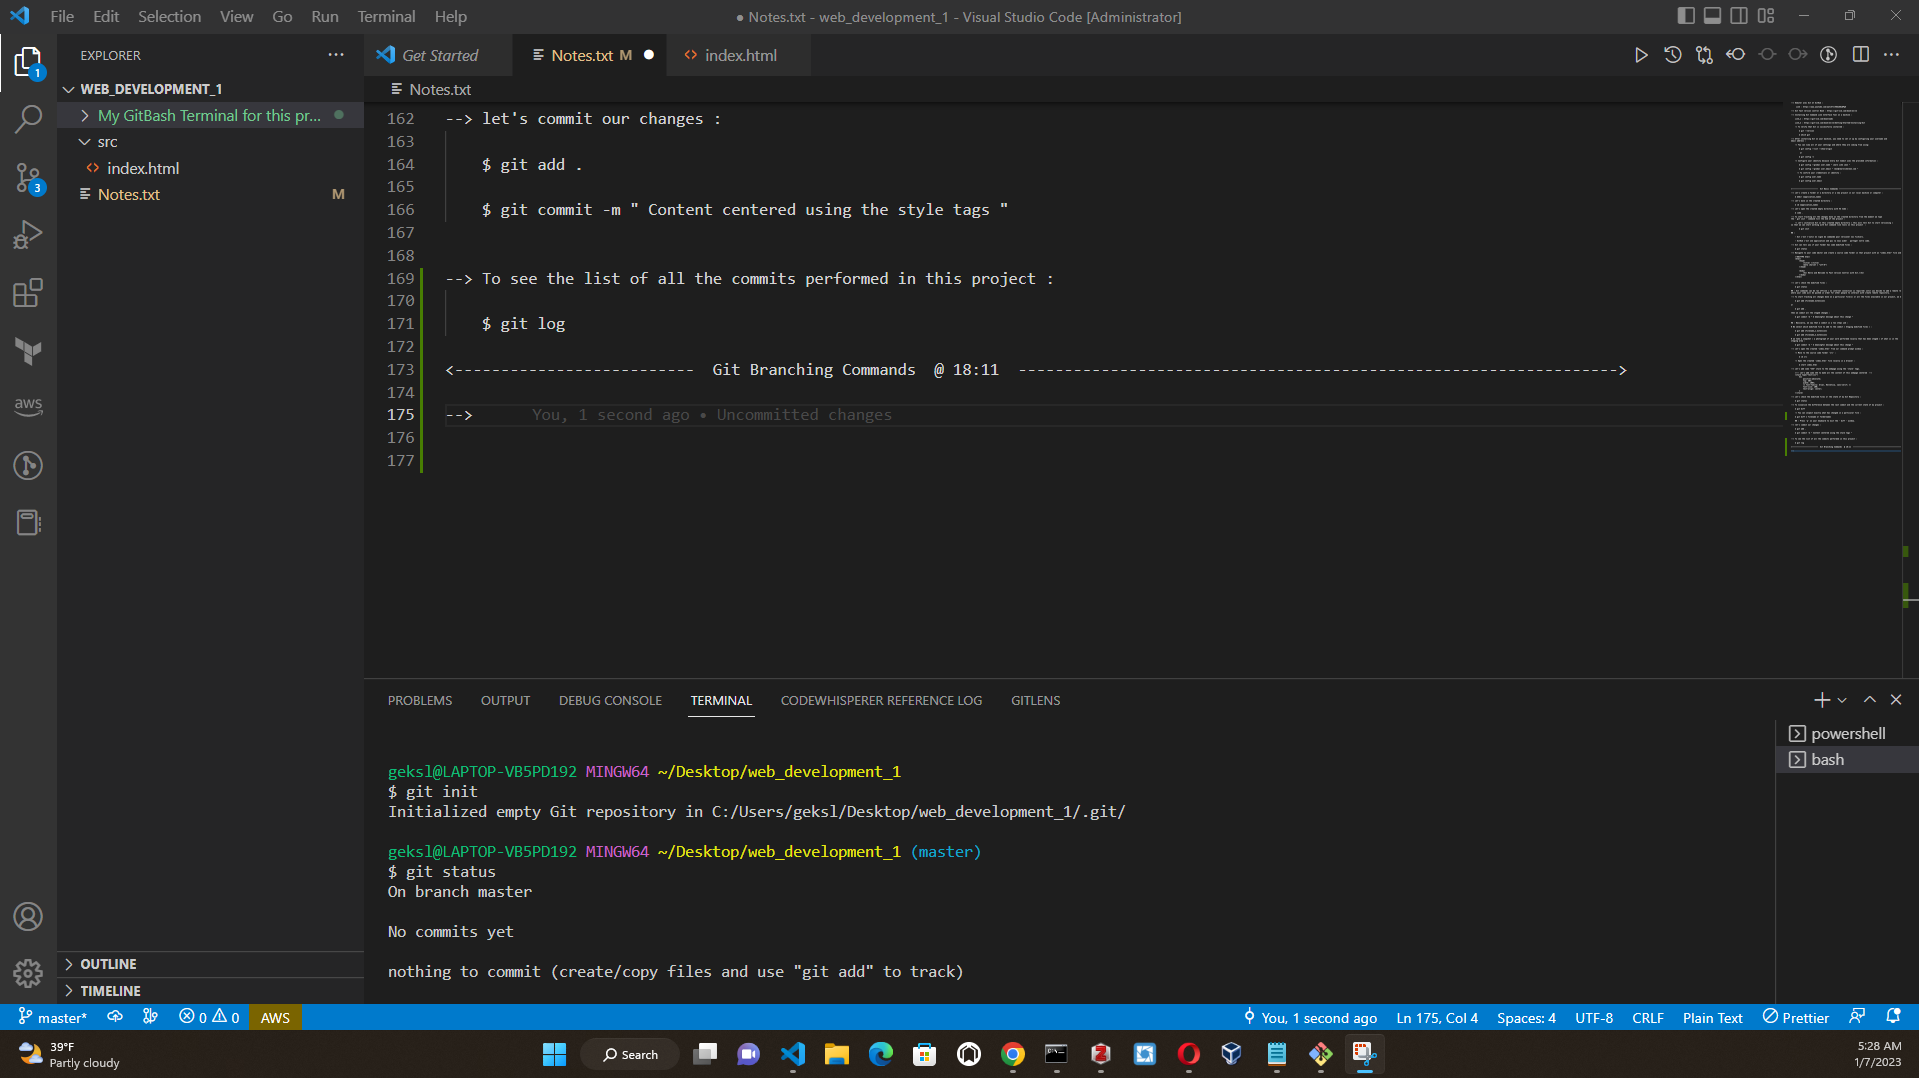 File Edit Selection View Go Run Terminal Help
● Notes.txt - web_development_1 - Visual Studio Code [Administrator]
EXPLORER
Get Started
Notes.txt M
index.html
WEB_DEVELOPMENT_1
Notes.txt
My GitBash Terminal for this pr...
src
index.html
Notes.txt M
1
3
aws
162 --> let's commit our changes :
163
164 $ git add .
165
166 $ git commit -m " Content centered using the style tags "
167
168
169 --> To see the list of all the commits performed in this project :
170
171 $ git log
172
173 <-------------------------- Git Branching Commands @ 18:11 ----------------------------------------------------------------->
174
175 --> You, 1 second ago • Uncommitted changes
176
177
PROBLEMS OUTPUT DEBUG CONSOLE TERMINAL CODEWHISPERER REFERENCE LOG GITLENS
powershell
bash
geksl@LAPTOP-VB5PD192 MINGW64 ~/Desktop/web_development_1
$ git init
Initialized empty Git repository in C:/Users/geksl/Desktop/web_development_1/.git/
geksl@LAPTOP-VB5PD192 MINGW64 ~/Desktop/web_development_1 (master)
$ git status
On branch master
No commits yet
nothing to commit (create/copy files and use "git add" to track)
OUTLINE
TIMELINE
master* 0 0 AWS
You, 1 second ago Ln 175, Col 4 Spaces: 4 UTF-8 CRLF Plain Text Prettier
39°F
Partly cloudy
Search
5:28 AM
1/7/2023